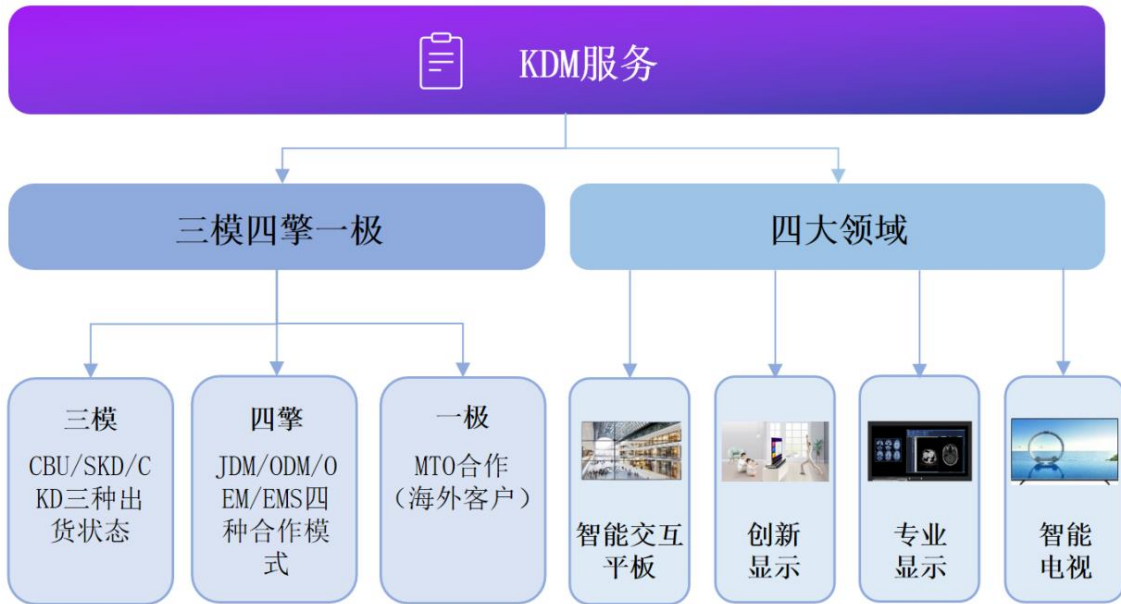 KDM服务
三模四擎一极
四大领域
三模
CBU/SKD/C
KD三种出
货状态
四擎
JDM/ODM/O
EM/EMS四
种合作模
式
一极
MTO合作
（海外客户）
智能交互
平板
创新
显示
专业
显示
智能
电视